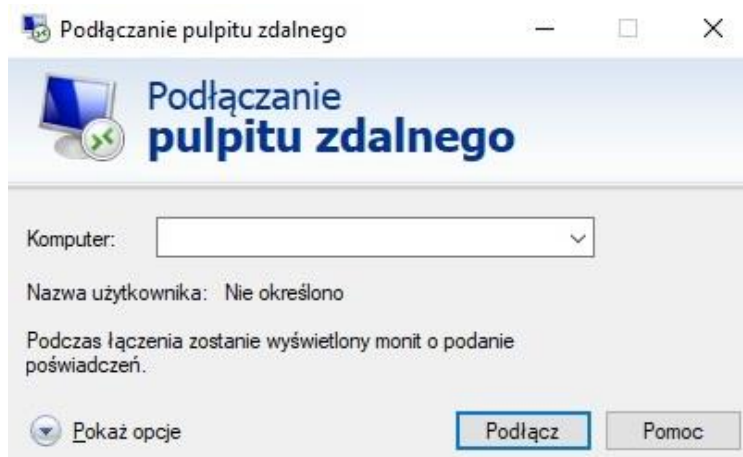 Podłączanie pulpitu zdalnego
Podłączanie
pulpitu zdalnego
Komputer:
Nazwa użytkownika: Nie określono
Podczas łączenia zostanie wyświetlony monit o podanie
poświadczeń.
Pokaż opcje
Podłącz
Pomoc